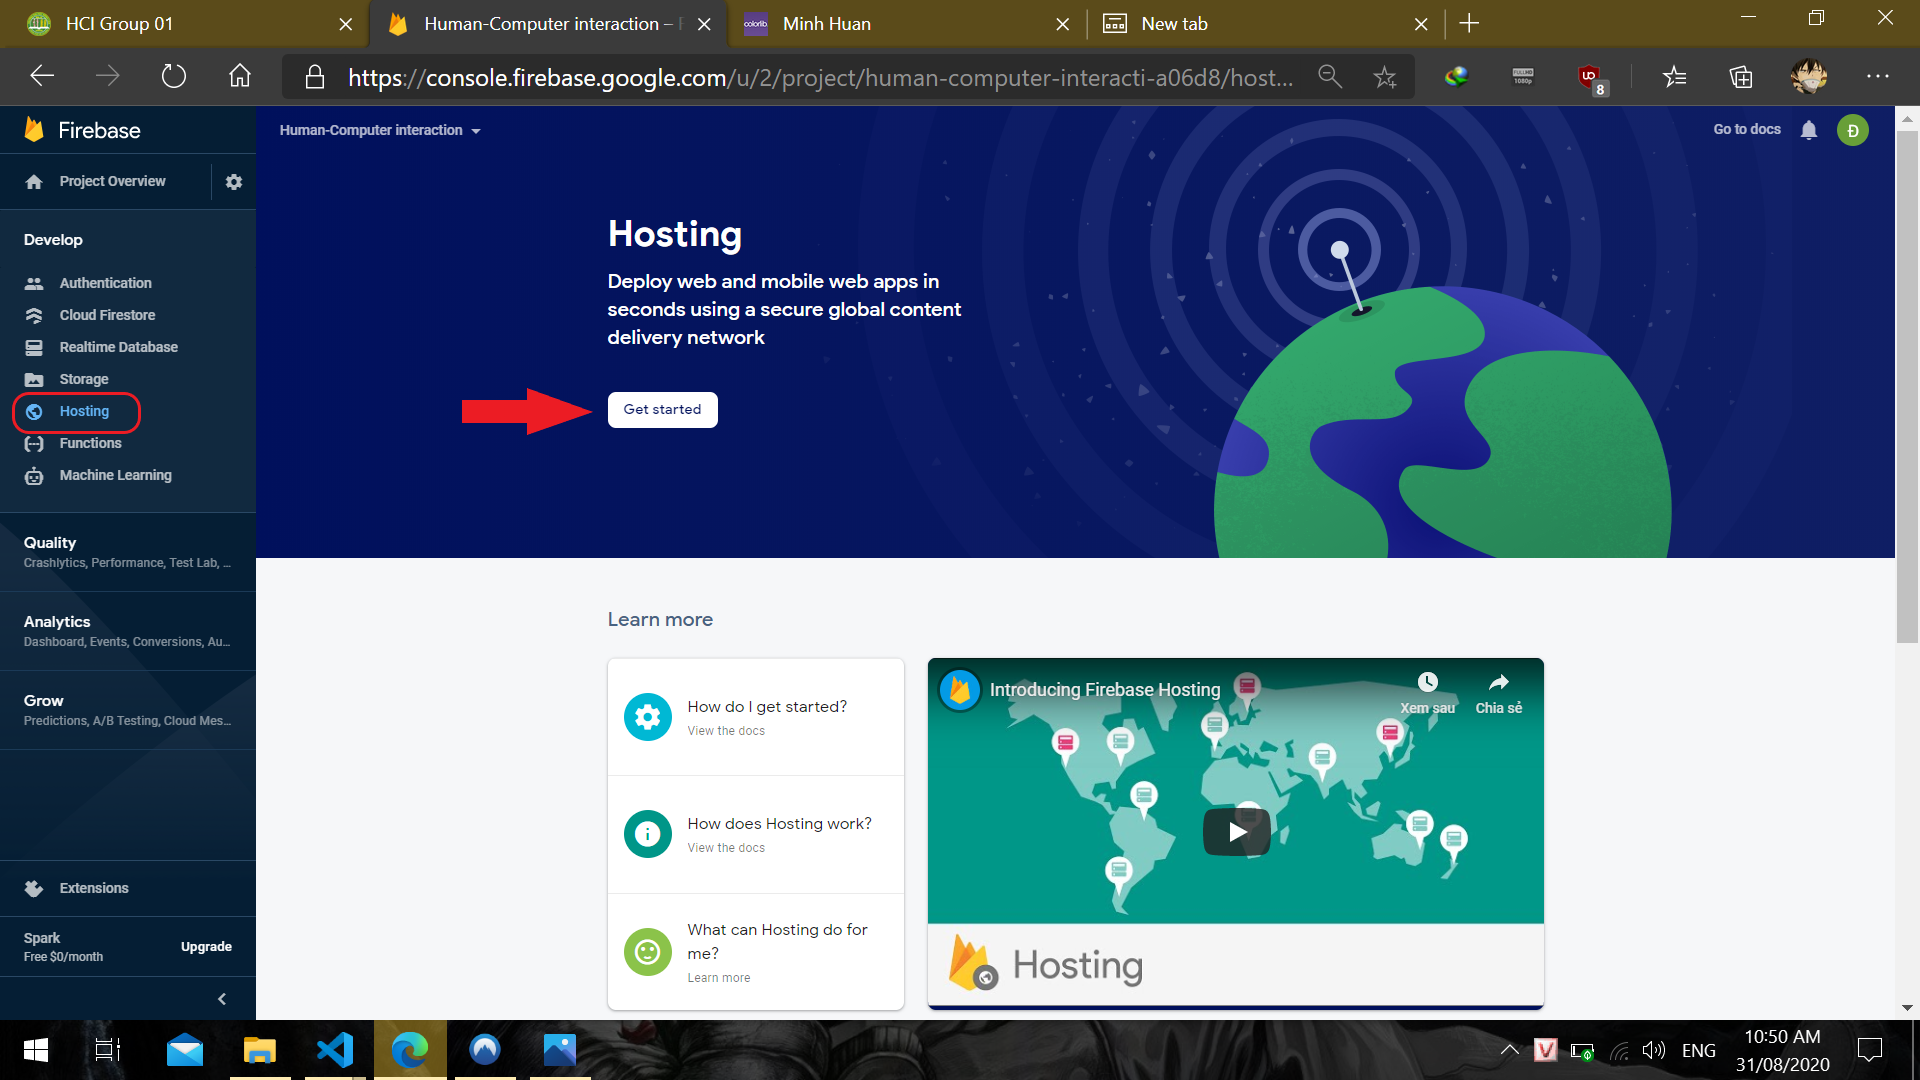 HCI Group 01
Human-Computer interaction – F
colorlib.
Minh Huan
New tab
https://console.firebase.google.com/u/2/project/human-computer-interacti-a06d8/host...
FULLHD
1080p
8
Firebase
Human-Computer interaction
Go to docs
Đ
Project Overview
Develop
Authentication
Cloud Firestore
Realtime Database
Storage
Hosting
Functions
Machine Learning
Quality
Crashlytics, Performance, Test Lab, ...
Analytics
Dashboard, Events, Conversions, Au...
Grow
Predictions, A/B Testing, Cloud Mes...
Extensions
Spark
Free $0/month
Upgrade
Hosting
Deploy web and mobile web apps in
seconds using a secure global content
delivery network
Get started
Learn more
How do I get started?
View the docs
How does Hosting work?
View the docs
What can Hosting do for
me?
Learn more
Introducing Firebase Hosting
Xem sau
Chia sẻ
Hosting
V
ENG
10:50 AM
31/08/2020